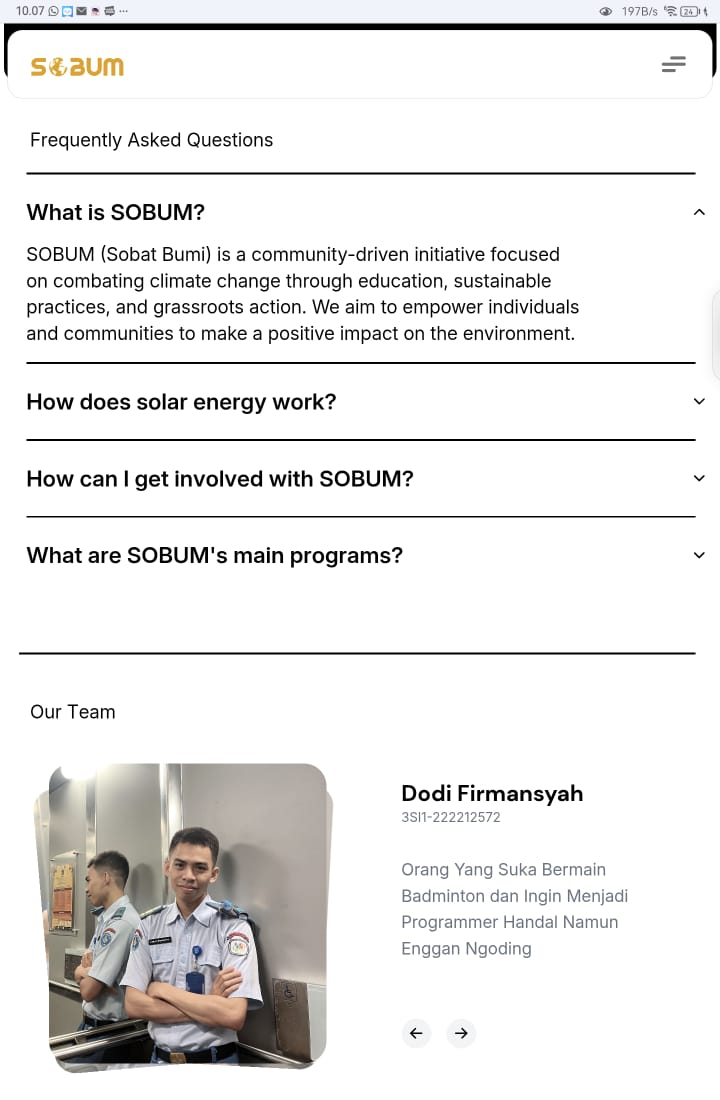 10.07
197B/s
24
SOBUM
Frequently Asked Questions
What is SOBUM?
SOBUM (Sobat Bumi) is a community-driven initiative focused
on combating climate change through education, sustainable
practices, and grassroots action. We aim to empower individuals
and communities to make a positive impact on the environment.
How does solar energy work?
How can I get involved with SOBUM?
What are SOBUM's main programs?
Our Team
Dodi Firmansyah
3SI1-222212572
Orang Yang Suka Bermain
Badminton dan Ingin Menjadi
Programmer Handal Namun
Enggan Ngoding